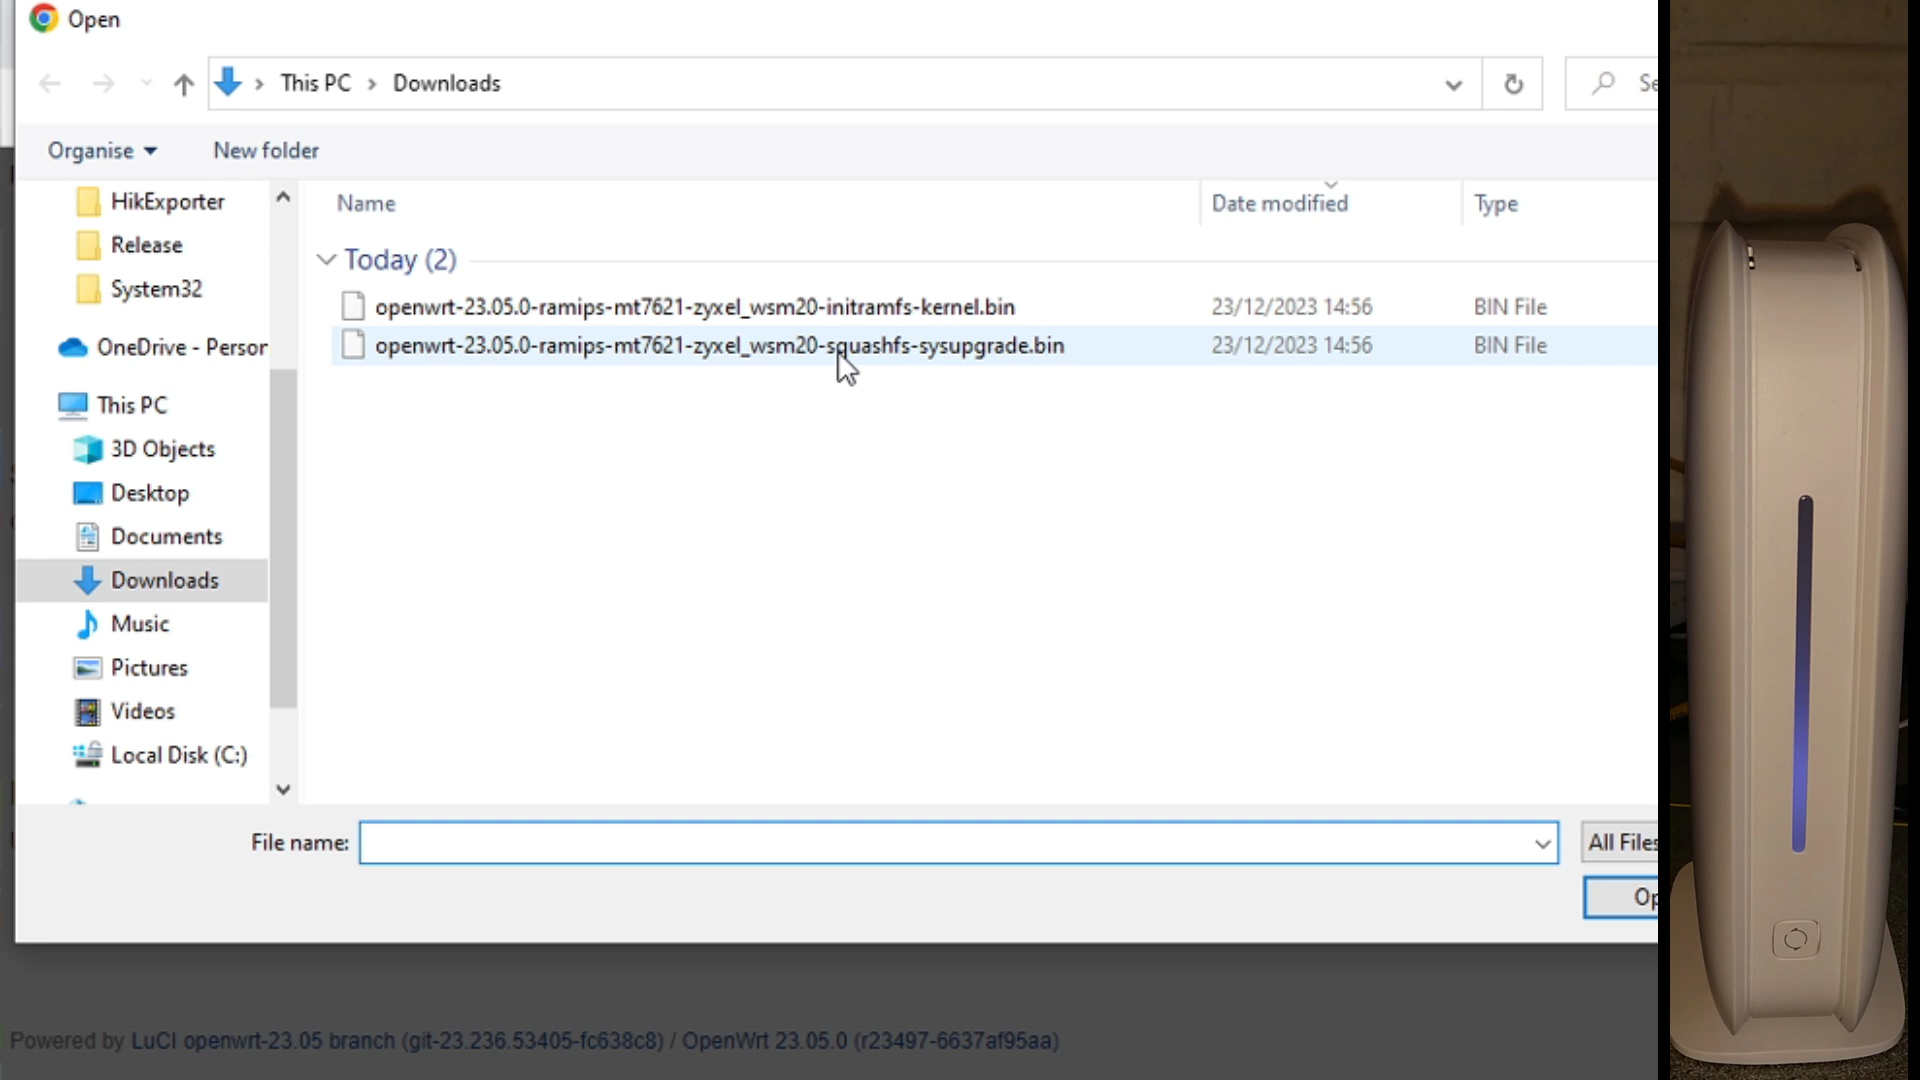 Open
This PC > Downloads
Organise
New folder
Name
Date modified
Type
HikExporter
Release
System32
OneDrive - Person
This PC
3D Objects
Desktop
Documents
Downloads
Music
Pictures
Videos
Local Disk (C:)
Today (2)
openwrt-23.05.0-ramips-mt7621-zyxel_wsm20-initramfs-kernel.bin 23/12/2023 14:56 BIN File
openwrt-23.05.0-ramips-mt7621-zyxel_wsm20-squashfs-sysupgrade.bin 23/12/2023 14:56 BIN File
File name:
All Files
Powered by LuCI openwrt-23.05 branch (git-23.236.53405-fc638c8) / OpenWrt 23.05.0 (r23497-6637af95aa)